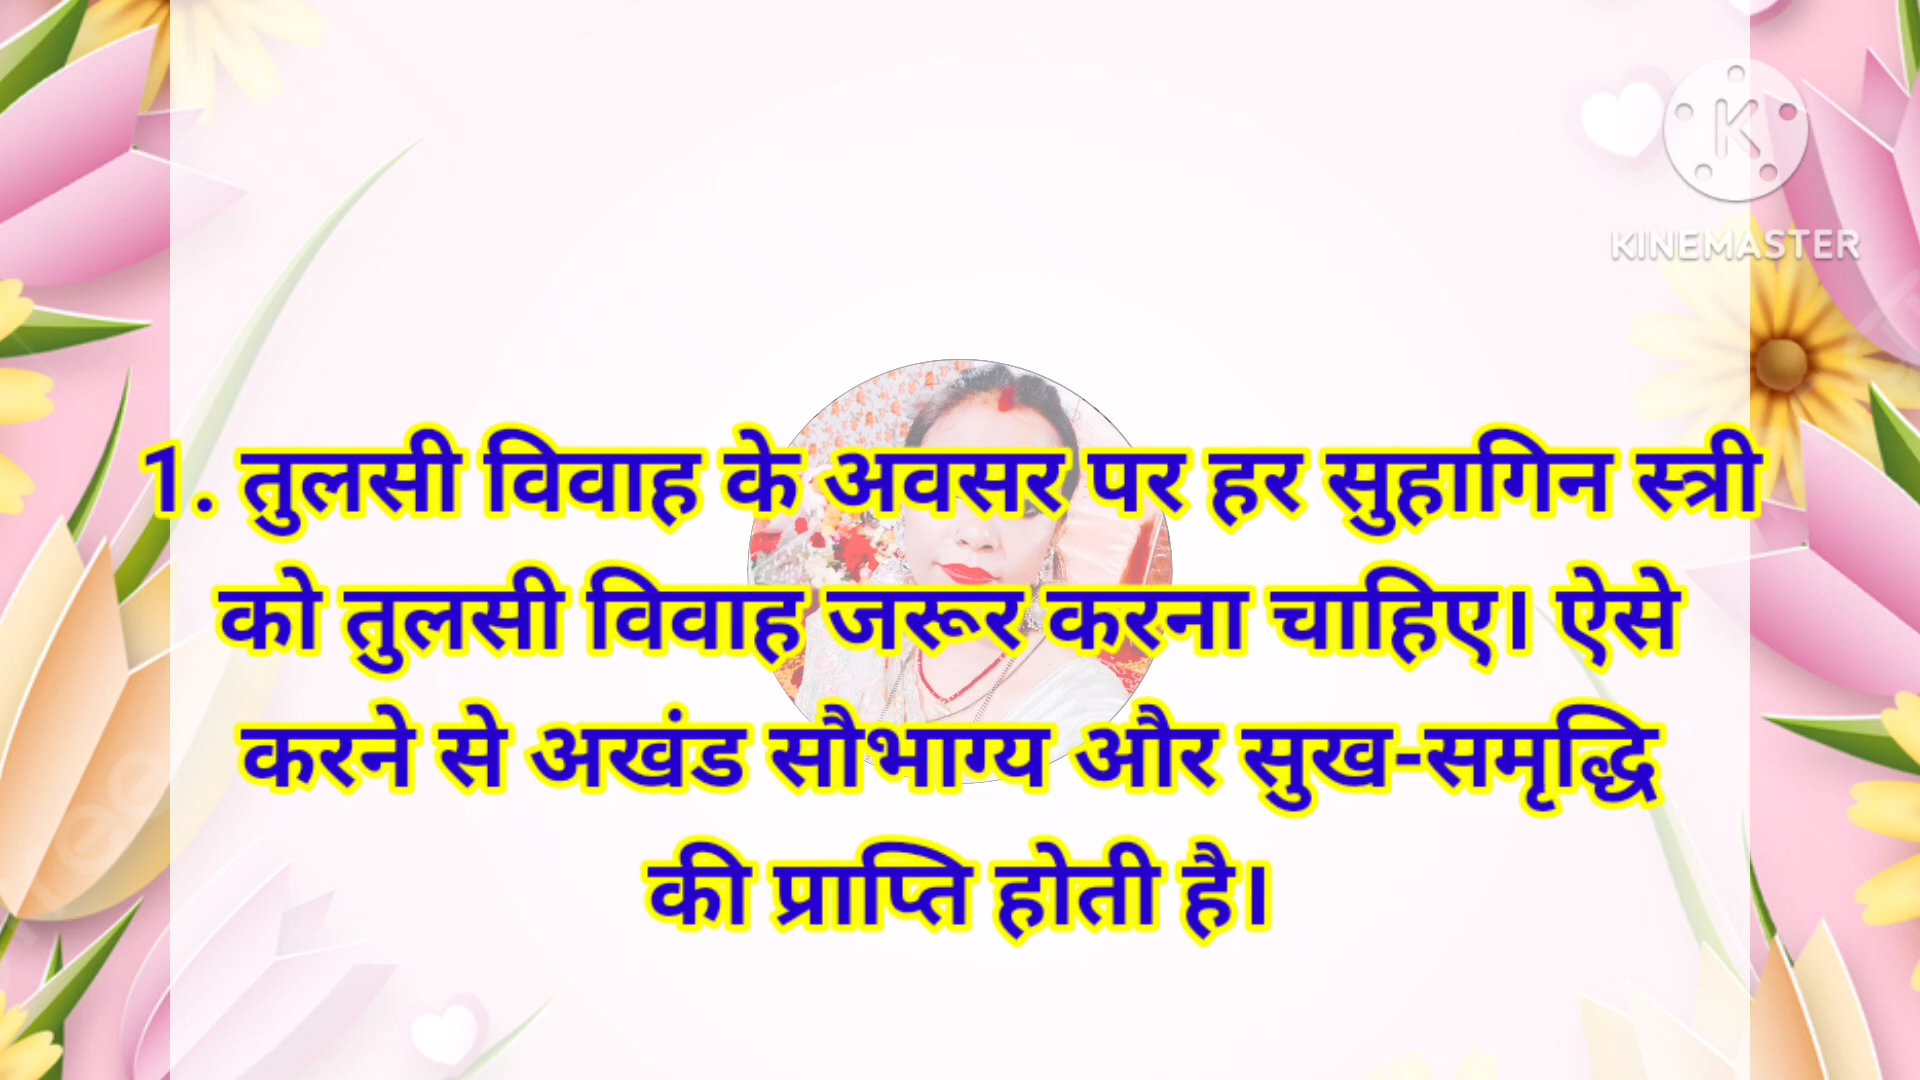 KINEMASTER
1. तुलसी विवाह के अवसर पर हर सुहागिन स्त्री
को तुलसी विवाह जरूर करना चाहिए। ऐसे
करने से अखंड सौभाग्य और सुख-समृद्धि
की प्राप्ति होती है।